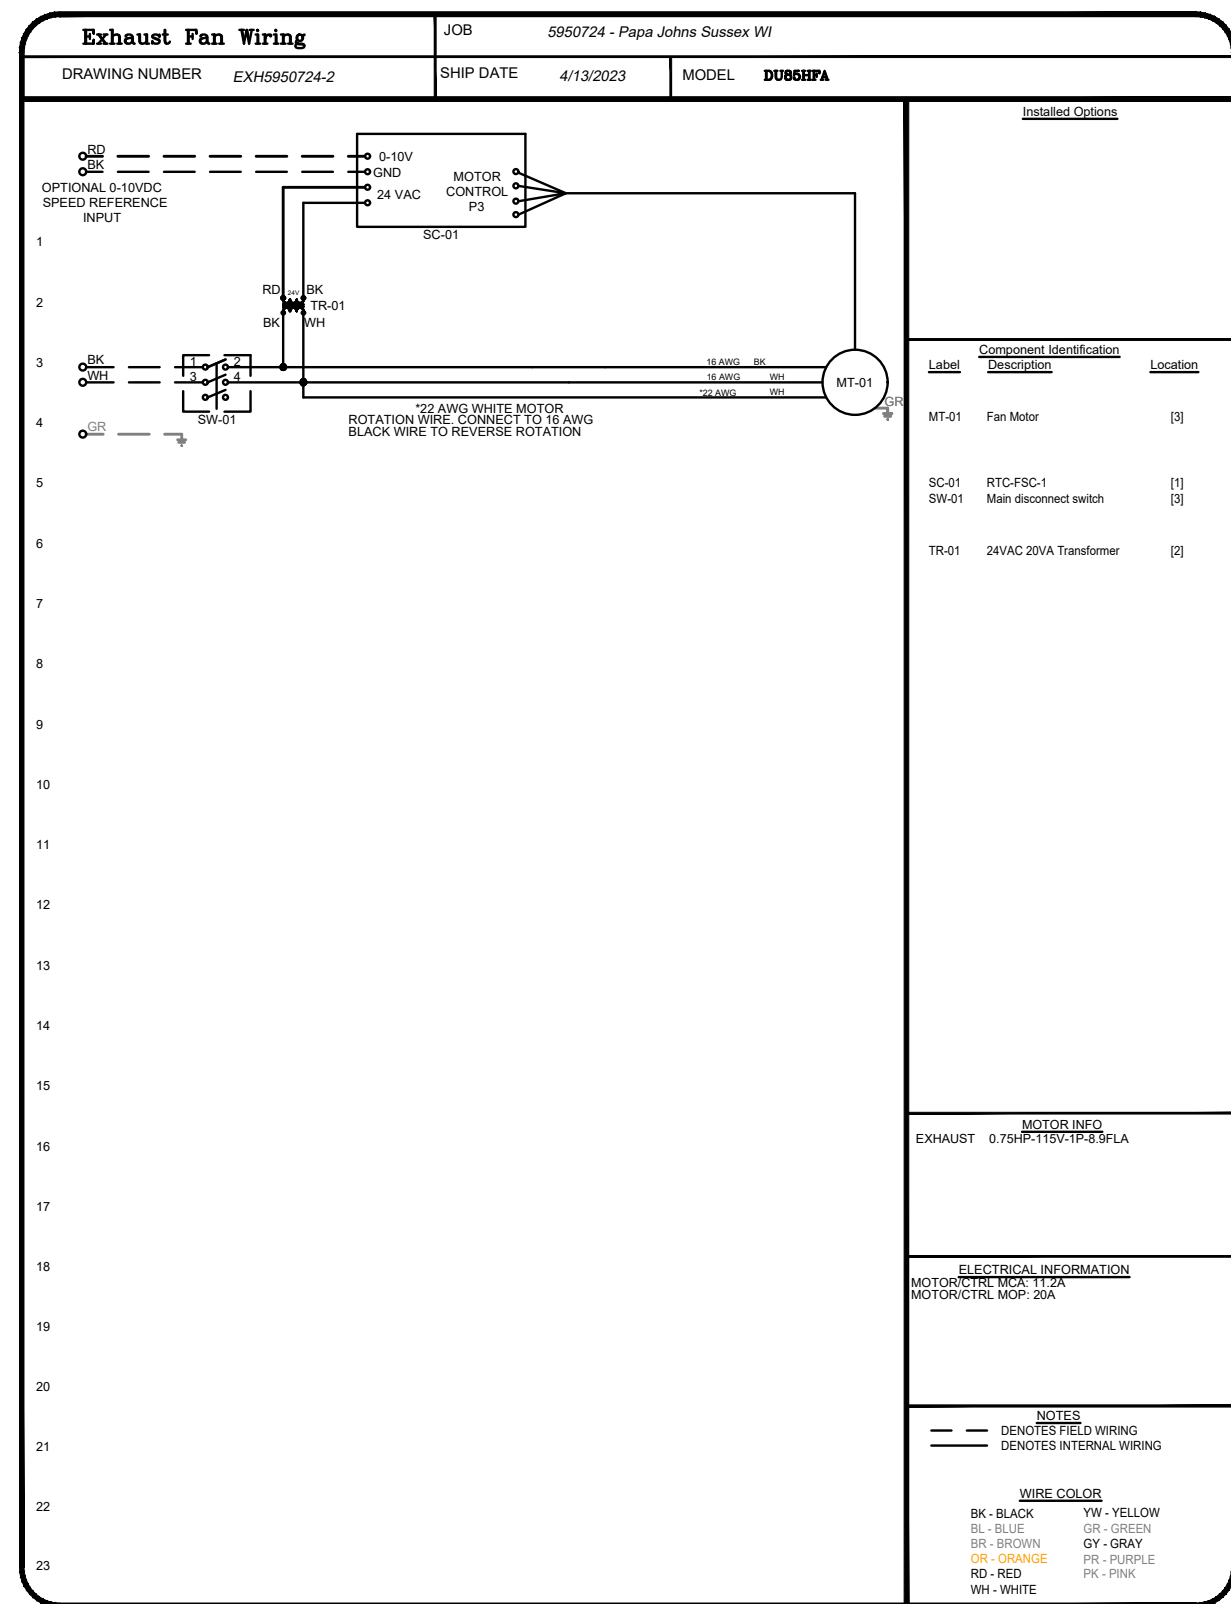 Exhaust Fan Wiring
JOB 5950724 - Papa Johns Sussex WI
DRAWING NUMBER EXH5950724-2
SHIP DATE 4/13/2023
MODEL DU85HFA
RD
BK
OPTIONAL 0-10VDC
SPEED REFERENCE
INPUT
0-10V
GND
24 VAC
MOTOR
CONTROL
P3
SC-01
1
RD 24V BK
2
TR-01
BK WH
3
BK
WH
1 2
3 4
SW-01
16 AWG BK
16 AWG WH
*22 AWG WH
MT-01
GR
*22 AWG WHITE MOTOR
ROTATION WIRE. CONNECT TO 16 AWG
BLACK WIRE TO REVERSE ROTATION
4
GR
5
6
7
8
9
10
11
12
13
14
15
16
17
18
19
20
21
22
23
Installed Options
Component Identification
Label Description Location
MT-01 Fan Motor [3]
SC-01 RTC-FSC-1 [1]
SW-01 Main disconnect switch [3]
TR-01 24VAC 20VA Transformer [2]
MOTOR INFO
EXHAUST 0.75HP-115V-1P-8.9FLA
ELECTRICAL INFORMATION
MOTOR/CTRL MCA: 11.2A
MOTOR/CTRL MOP: 20A
NOTES
DENOTES FIELD WIRING
DENOTES INTERNAL WIRING
WIRE COLOR
BK - BLACK YW - YELLOW
BL - BLUE GR - GREEN
BR - BROWN GY - GRAY
OR - ORANGE PR - PURPLE
RD - RED PK - PINK
WH - WHITE